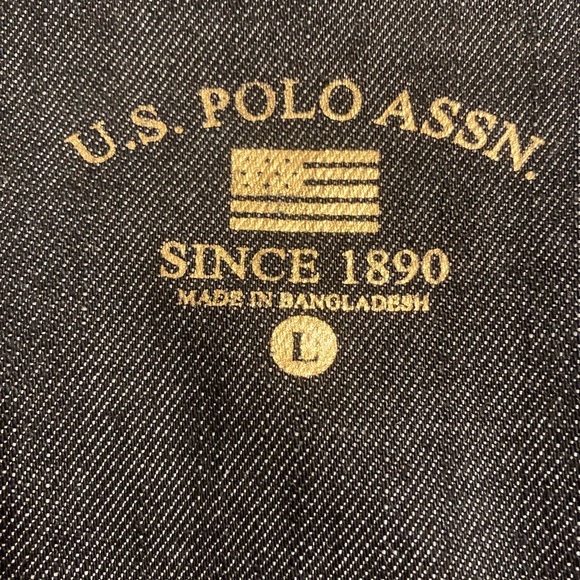 U.S. POLO ASSN.
SINCE 1890
MADE IN BANGLADESH
L